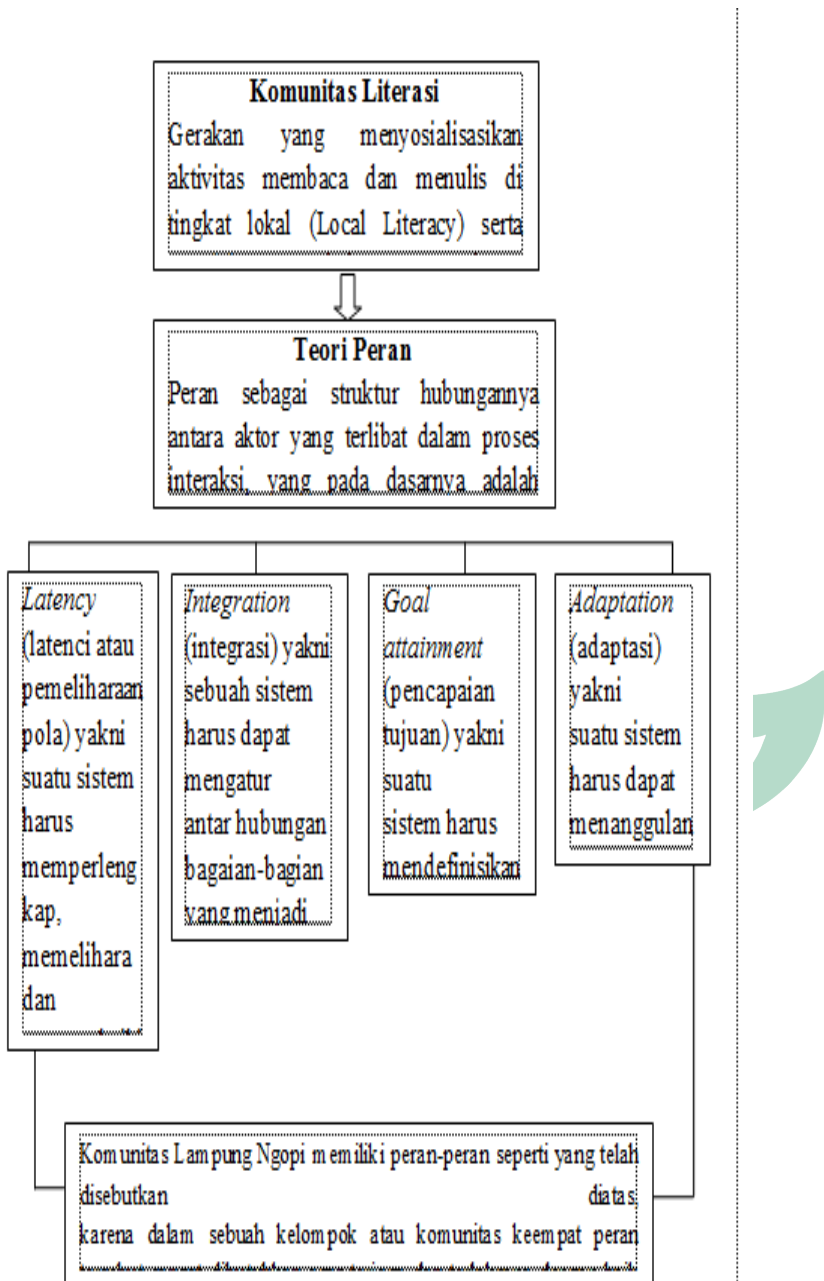 Komunitas Literasi
Gerakan yang menyosialisasikan
aktivitas membaca dan menulis di
tingkat lokal (Local Literacy) serta
Teori Peran
Peran sebagai struktur hubungannya
antara aktor yang terlibat dalam proses
interaksi, yang pada dasarnya adalah
Latency
(latenci atau
pemeliharaan
pola) yakni
suatu sistem
harus
memperleng
kap,
memelihara
dan
Integration
(integrasi) yakni
sebuah sistem
harus dapat
mengatur
antar hubungan
bagaian-bagian
yang menjadi
Goal
attainment
(pencapaian
tujuan) yakni
suatu
sistem harus
mendefinisikan
Adaptation
(adaptasi)
yakni
suatu sistem
harus dapat
menanggulan
Komunitas Lampung Ngopi memiliki peran-peran seperti yang telah
disebutkan diatas,
karena dalam sebuah kelompok atau komunitas keempat peran